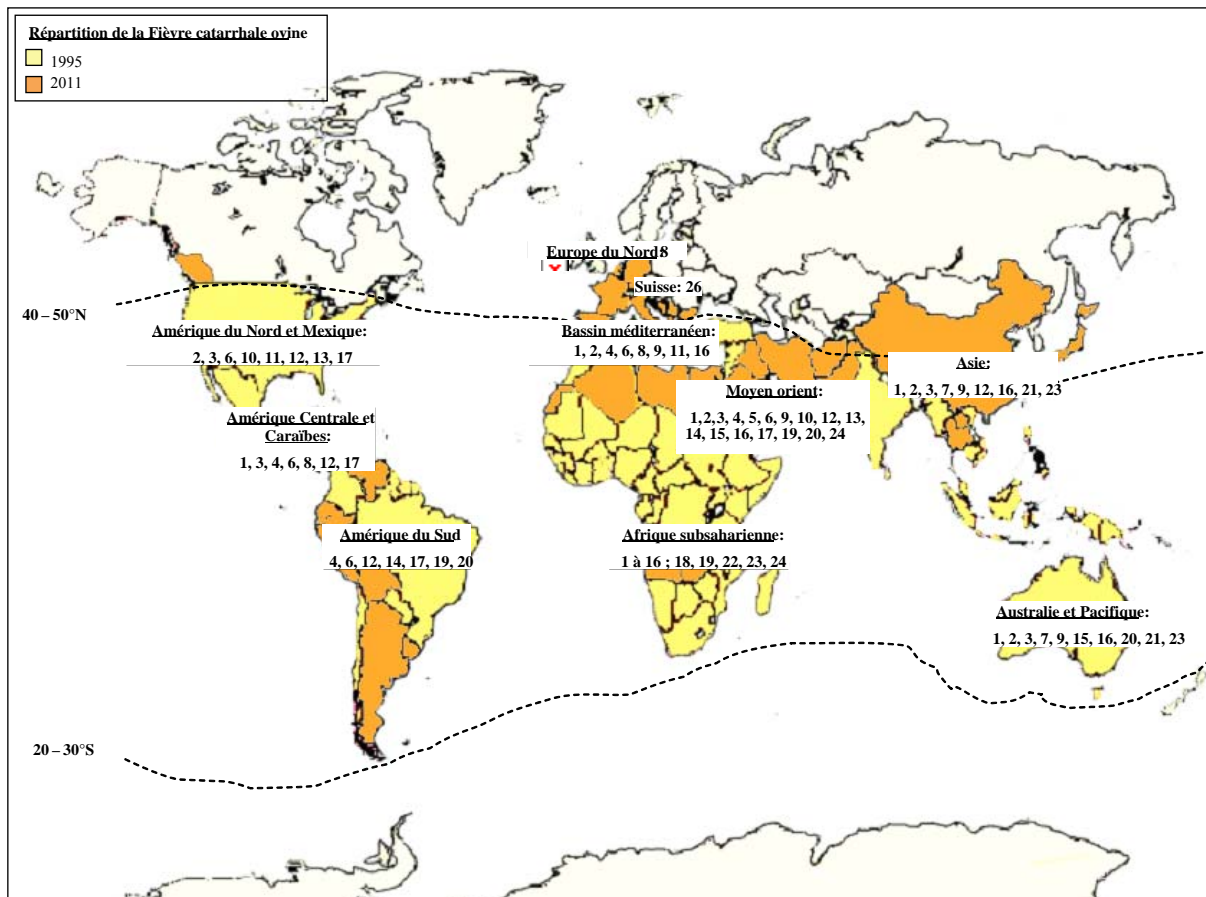 Répartition de la Fièvre catarrhale ovine
1995
2011
Europe du Nord8
Suisse: 26
40 – 50°N
Amérique du Nord et Mexique:
2, 3, 6, 10, 11, 12, 13, 17
Bassin méditerranéen:
1, 2, 4, 6, 8, 9, 11, 16
Asie:
1, 2, 3, 7, 9, 12, 16, 21, 23
Moyen orient:
1,2,3, 4, 5, 6, 9, 10, 12, 13,
14, 15, 16, 17, 19, 20, 24
Amérique Centrale et
Caraïbes:
1, 3, 4, 6, 8, 12, 17
Amérique du Sud
4, 6, 12, 14, 17, 19, 20
Afrique subsaharienne:
1 à 16 ; 18, 19, 22, 23, 24
Australie et Pacifique:
1, 2, 3, 7, 9, 15, 16, 20, 21, 23
20 – 30°S